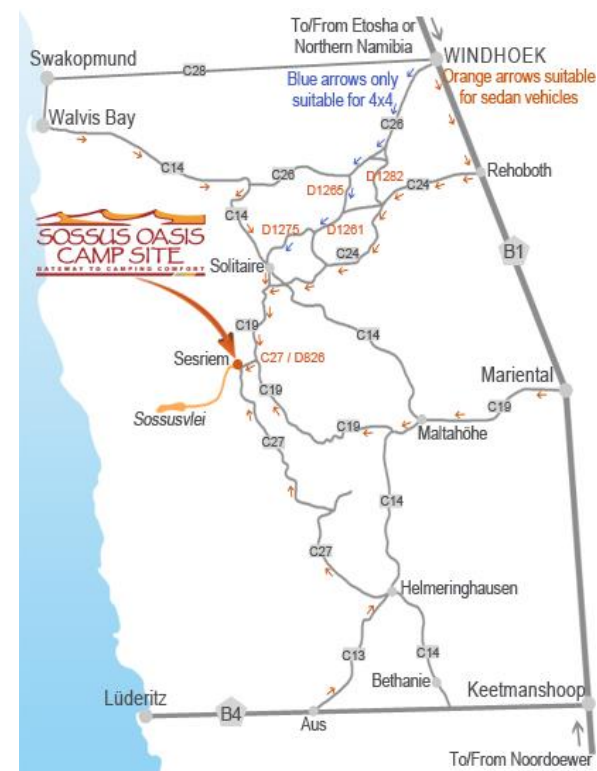 To/From Etosha or
Northern Namibia
WINDHOEK
Swakopmund
C28
Blue arrows only
suitable for 4x4
Orange arrows suitable
for sedan vehicles
Walvis Bay
C26
C14
C26
D1265
D1282
C24
Rehoboth
C14
D1275
D1261
SOSSUS OASIS
CAMP SITE
GATEWAY TO CAMPING COMFORT
C24
B1
Solitaire
C19
C14
Sesriem
C27 / D826
Mariental
C19
C19
Sossusvlei
C19
Maltahöhe
C27
C14
C27
Helmeringhausen
C13
C14
Bethanie
Lüderitz
B4
Aus
Keetmanshoop
To/From Noordoewer